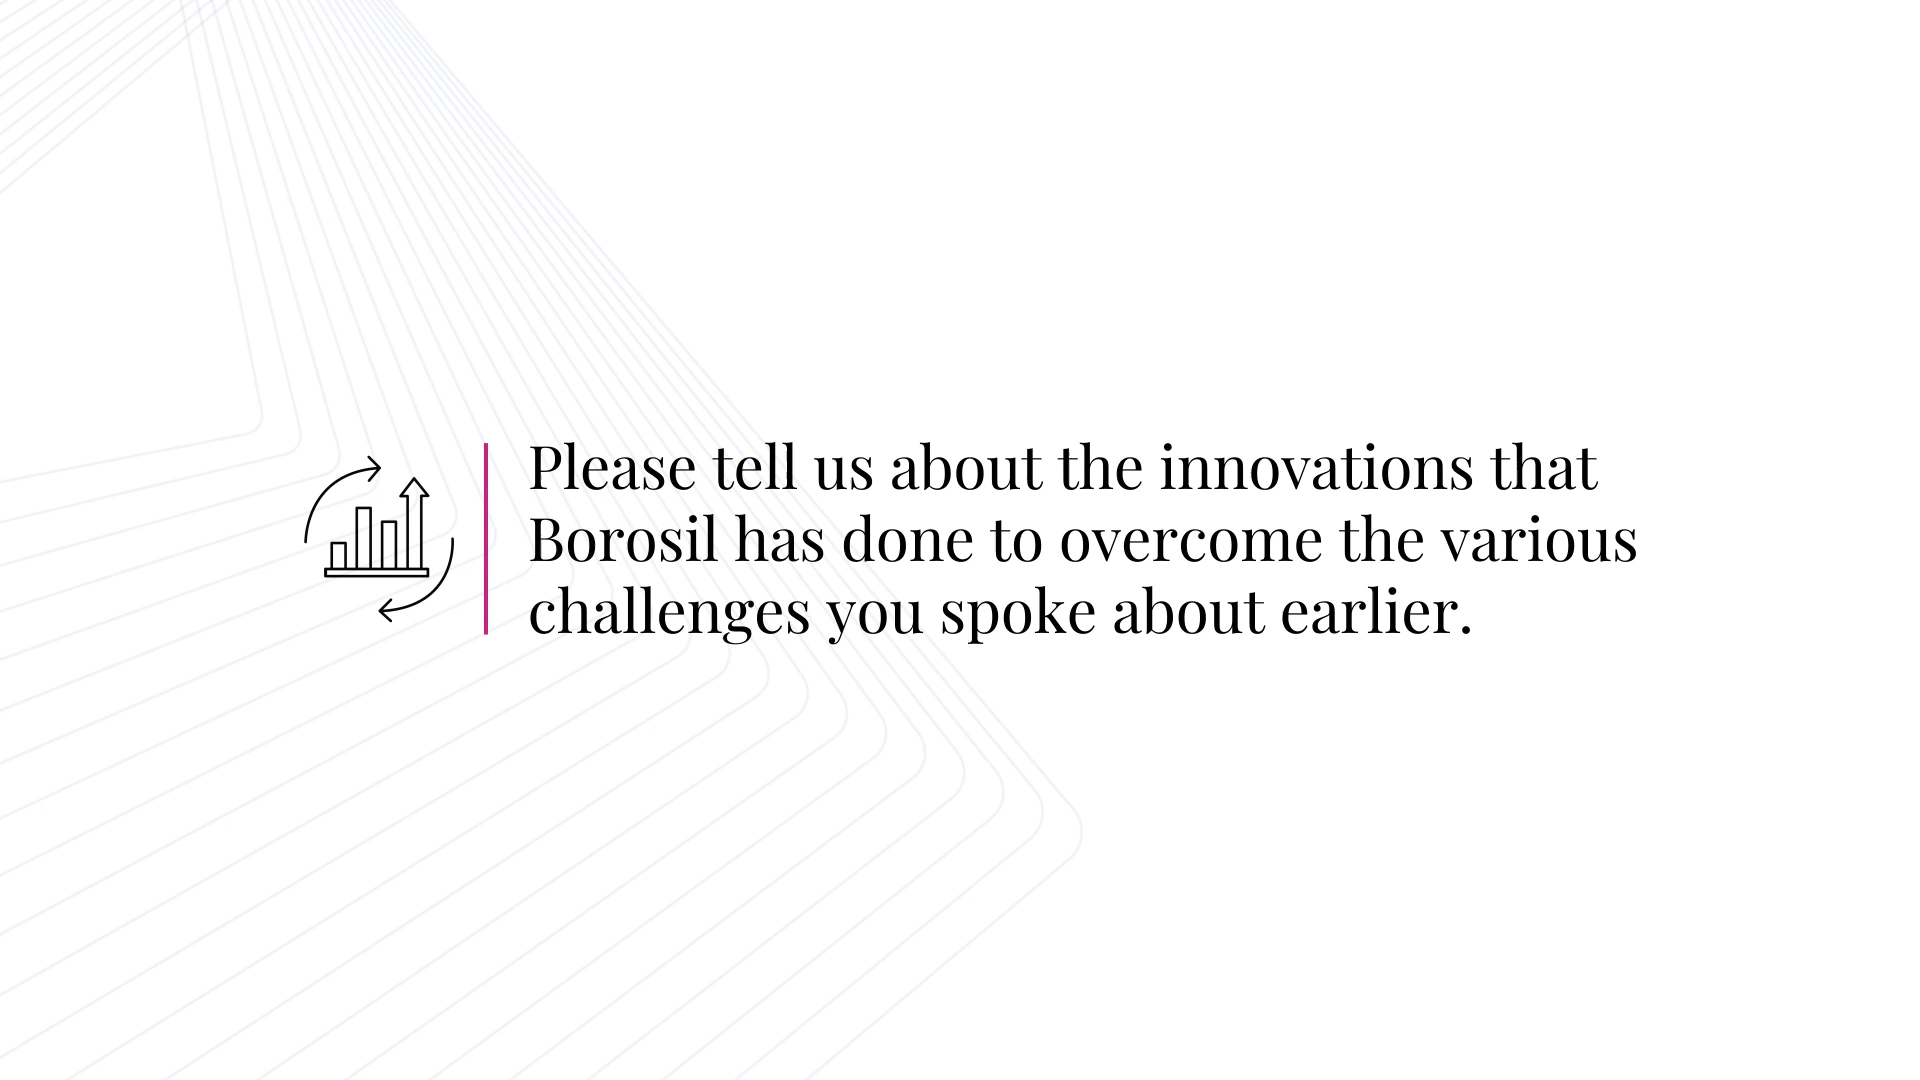 Please tell us about the innovations that
Borosil has done to overcome the various
challenges you spoke about earlier.